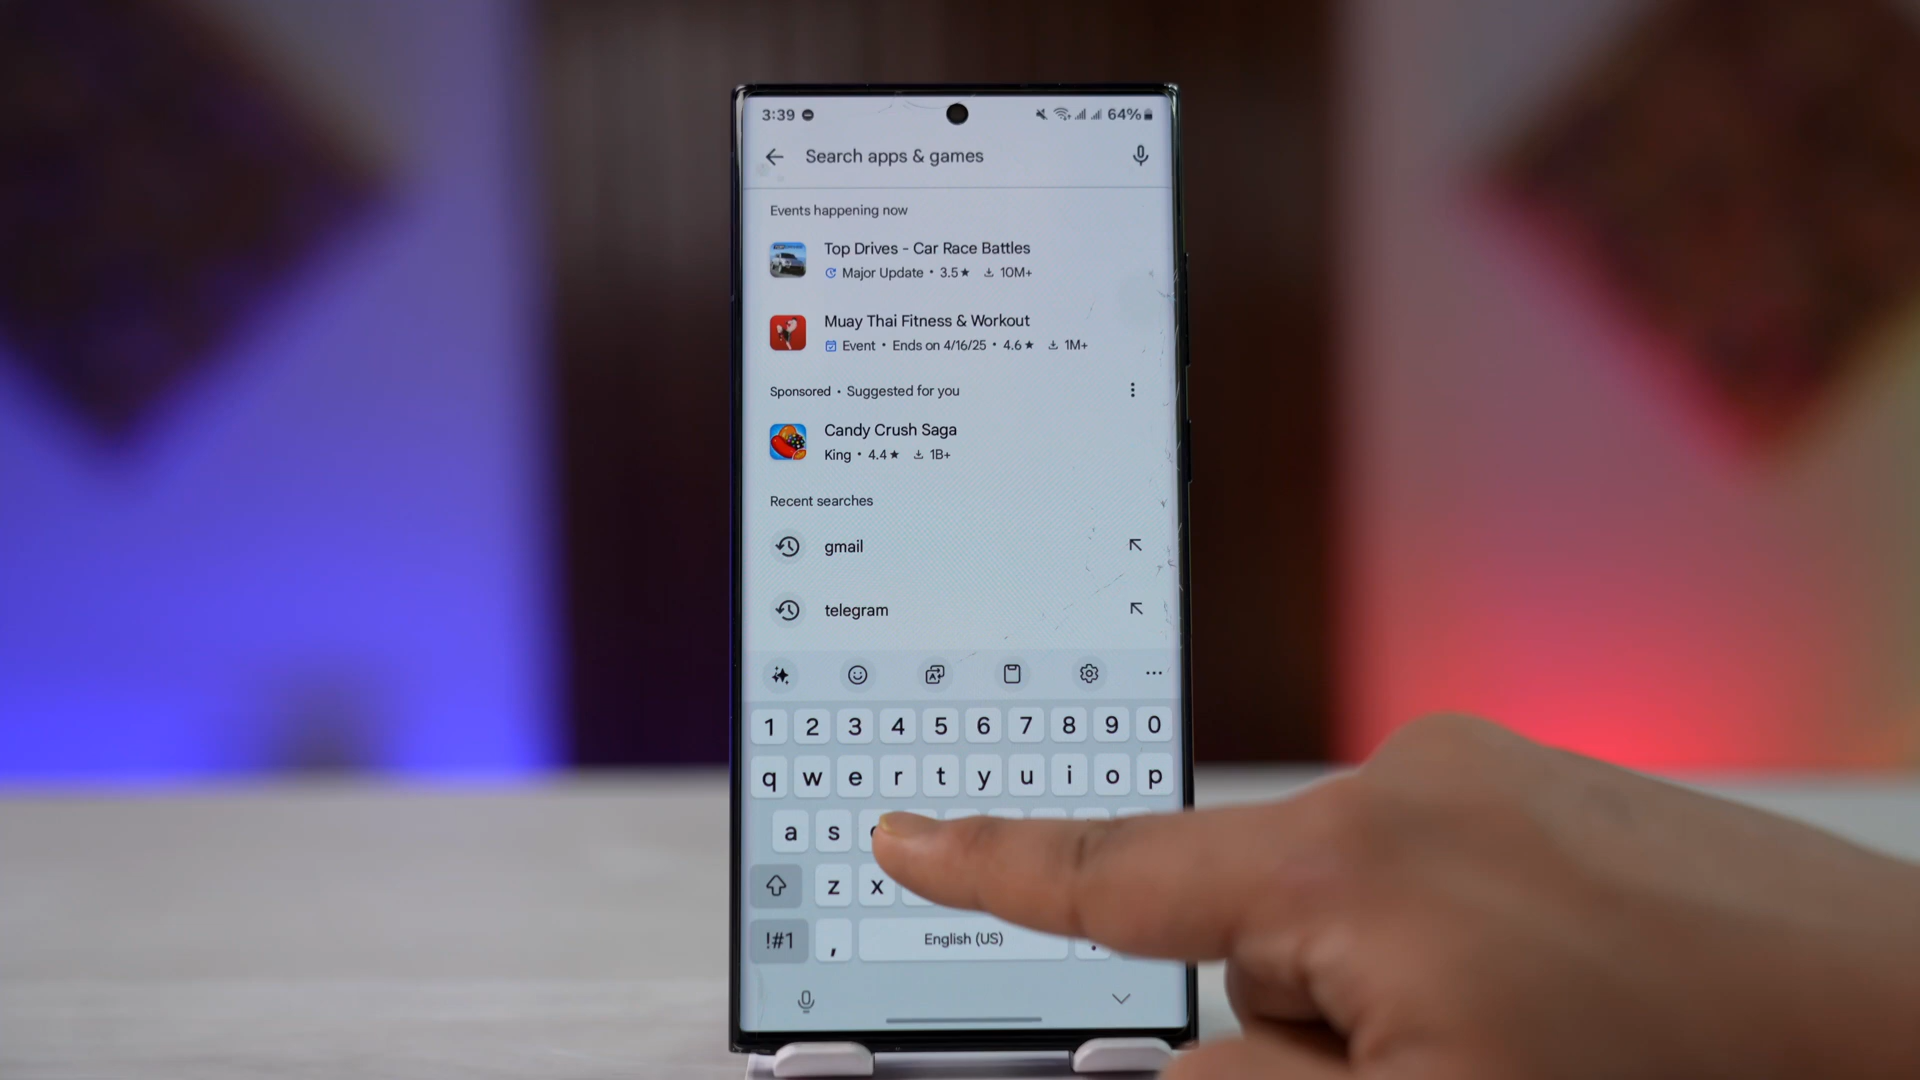 3:39 64%
Search apps & games
Events happening now
Top Drives - Car Race Battles
Major Update • 3.5★ 10M+
Muay Thai Fitness & Workout
Event • Ends on 4/16/25 • 4.6★ 1M+
Sponsored • Suggested for you
Candy Crush Saga
King • 4.4★ 1B+
Recent searches
gmail
telegram
1 2 3 4 5 6 7 8 9 0
q w e r t y u i o p
a s
z x
!#1 , English (US) .